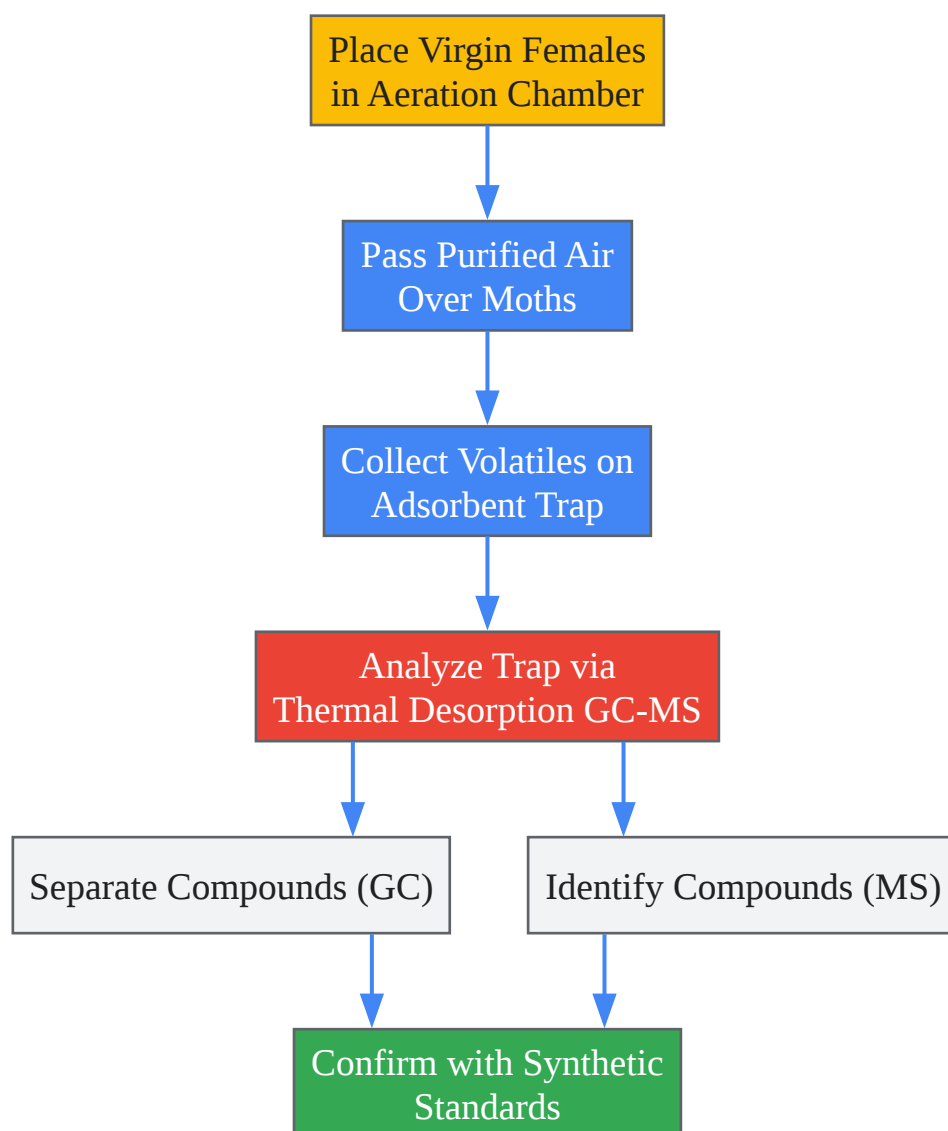 Place Virgin Females
in Aeration Chamber
Pass Purified Air
Over Moths
Collect Volatiles on
Adsorbent Trap
Analyze Trap via
Thermal Desorption GC-MS
Separate Compounds (GC)
Identify Compounds (MS)
Confirm with Synthetic
Standards